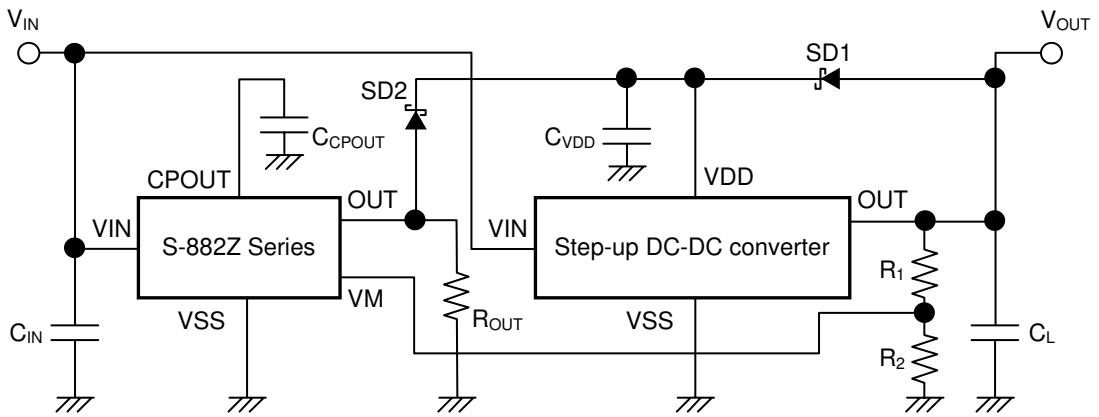 VIN
VOUT
SD1
SD2
CCPOUT
CVDD
CPOUT
VDD
OUT
OUT
VIN
S-882Z Series
VIN
Step-up DC-DC converter
R1
VM
VSS
ROUT
VSS
CIN
R2
CL